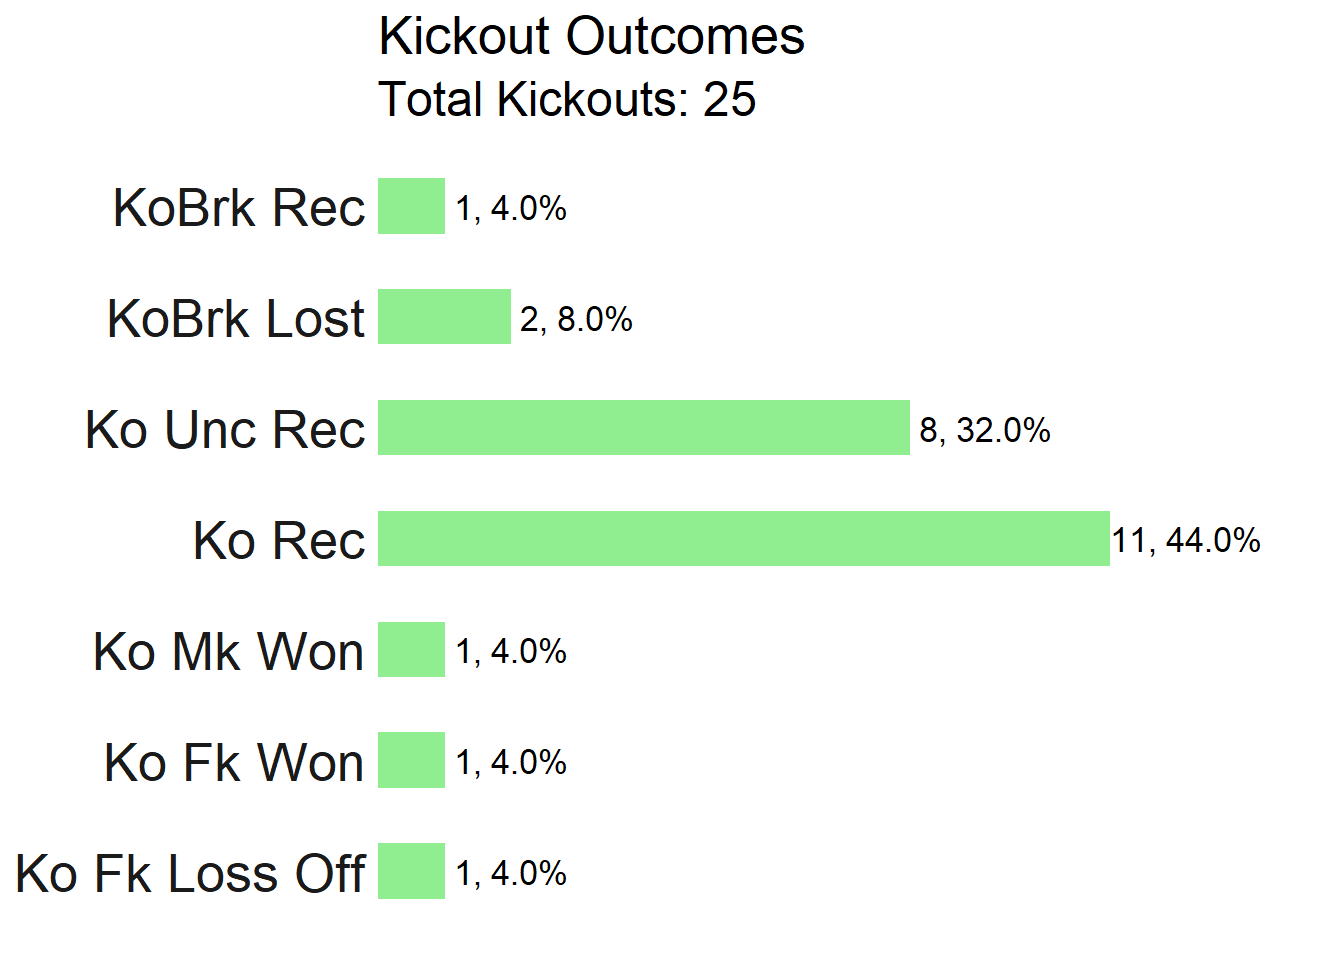 Kickout Outcomes
Total Kickouts: 25
KoBrk Rec 1, 4.0%
KoBrk Lost 2, 8.0%
Ko Unc Rec 8, 32.0%
Ko Rec 11, 44.0%
Ko Mk Won 1, 4.0%
Ko Fk Won 1, 4.0%
Ko Fk Loss Off 1, 4.0%